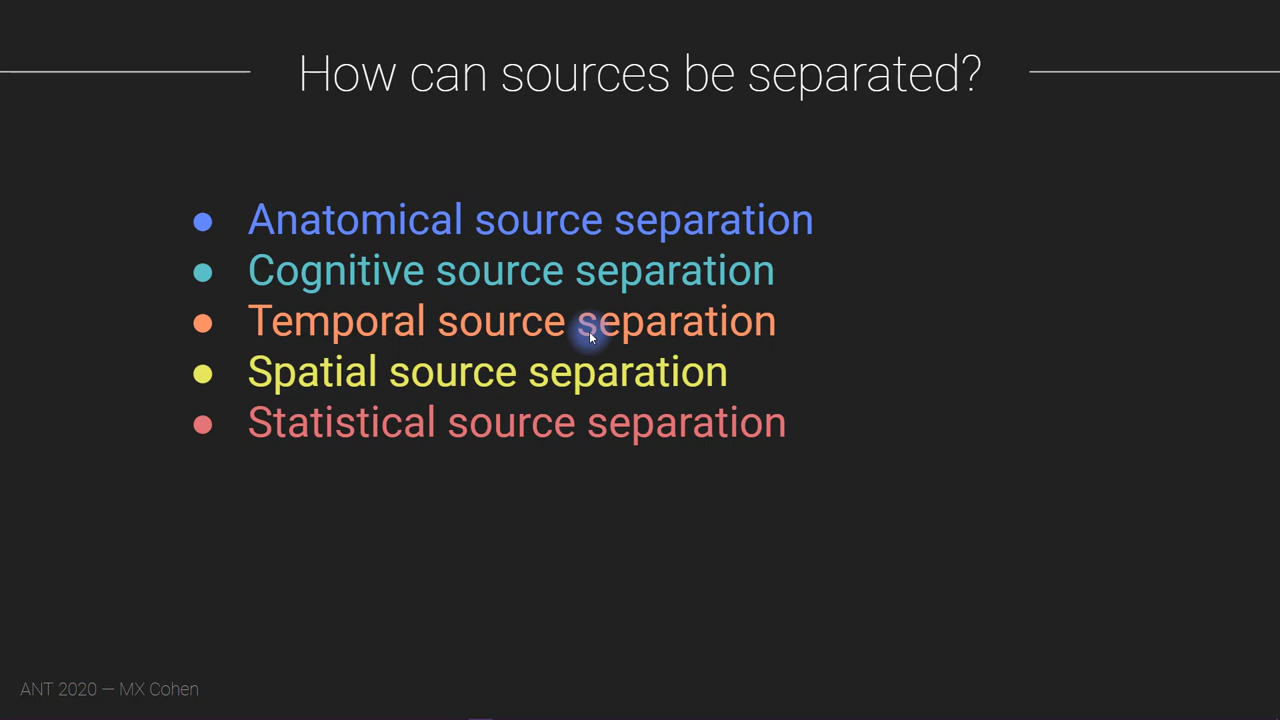 How can sources be separated?
● Anatomical source separation
● Cognitive source separation
● Temporal source separation
● Spatial source separation
● Statistical source separation
ANT 2020 — MX Cohen